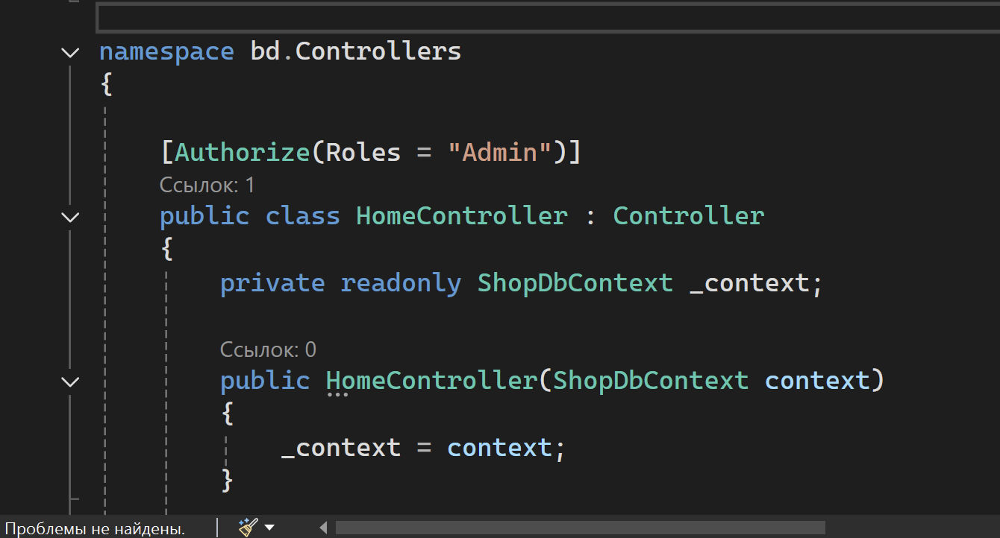 namespace bd.Controllers
{
[Authorize(Roles = "Admin")]
Ссылок: 1
public class HomeController : Controller
{
private readonly ShopDbContext _context;
Ссылок: 0
public HomeController(ShopDbContext context)
{
_context = context;
}
Проблемы не найдены.